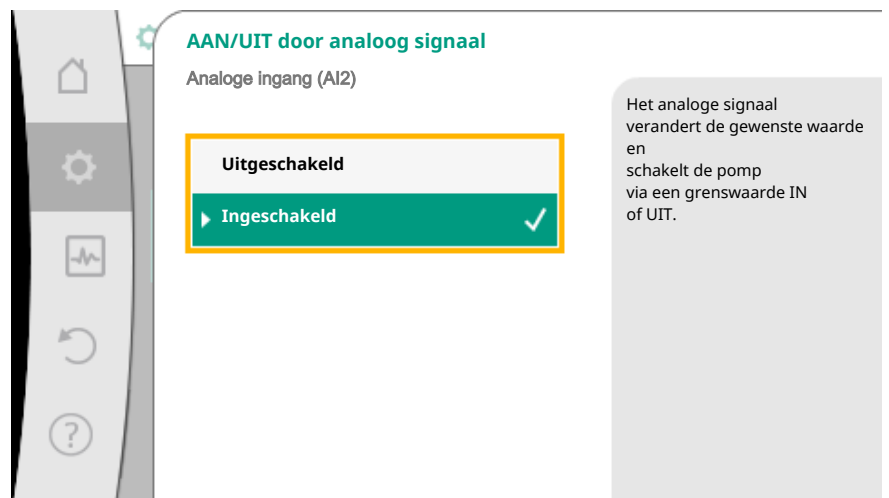 AAN/UIT door analoog signaal
Analoge ingang (AI2)
Uitgeschakeld
Ingeschakeld
Het analoge signaal
verandert de gewenste waarde
en
schakelt de pomp
via een grenswaarde IN
of UIT.
?